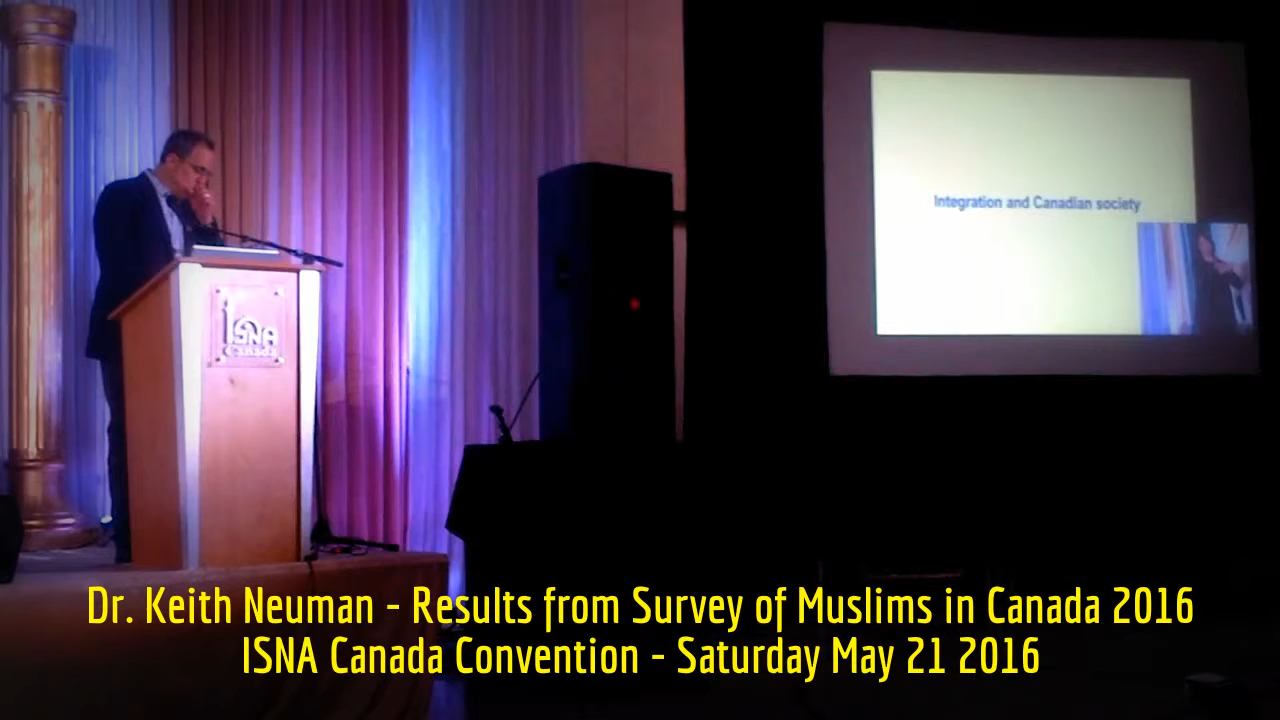 Integration and Canadian society
ISNA
Canada
Dr. Keith Neuman - Results from Survey of Muslims in Canada 2016
ISNA Canada Convention - Saturday May 21 2016